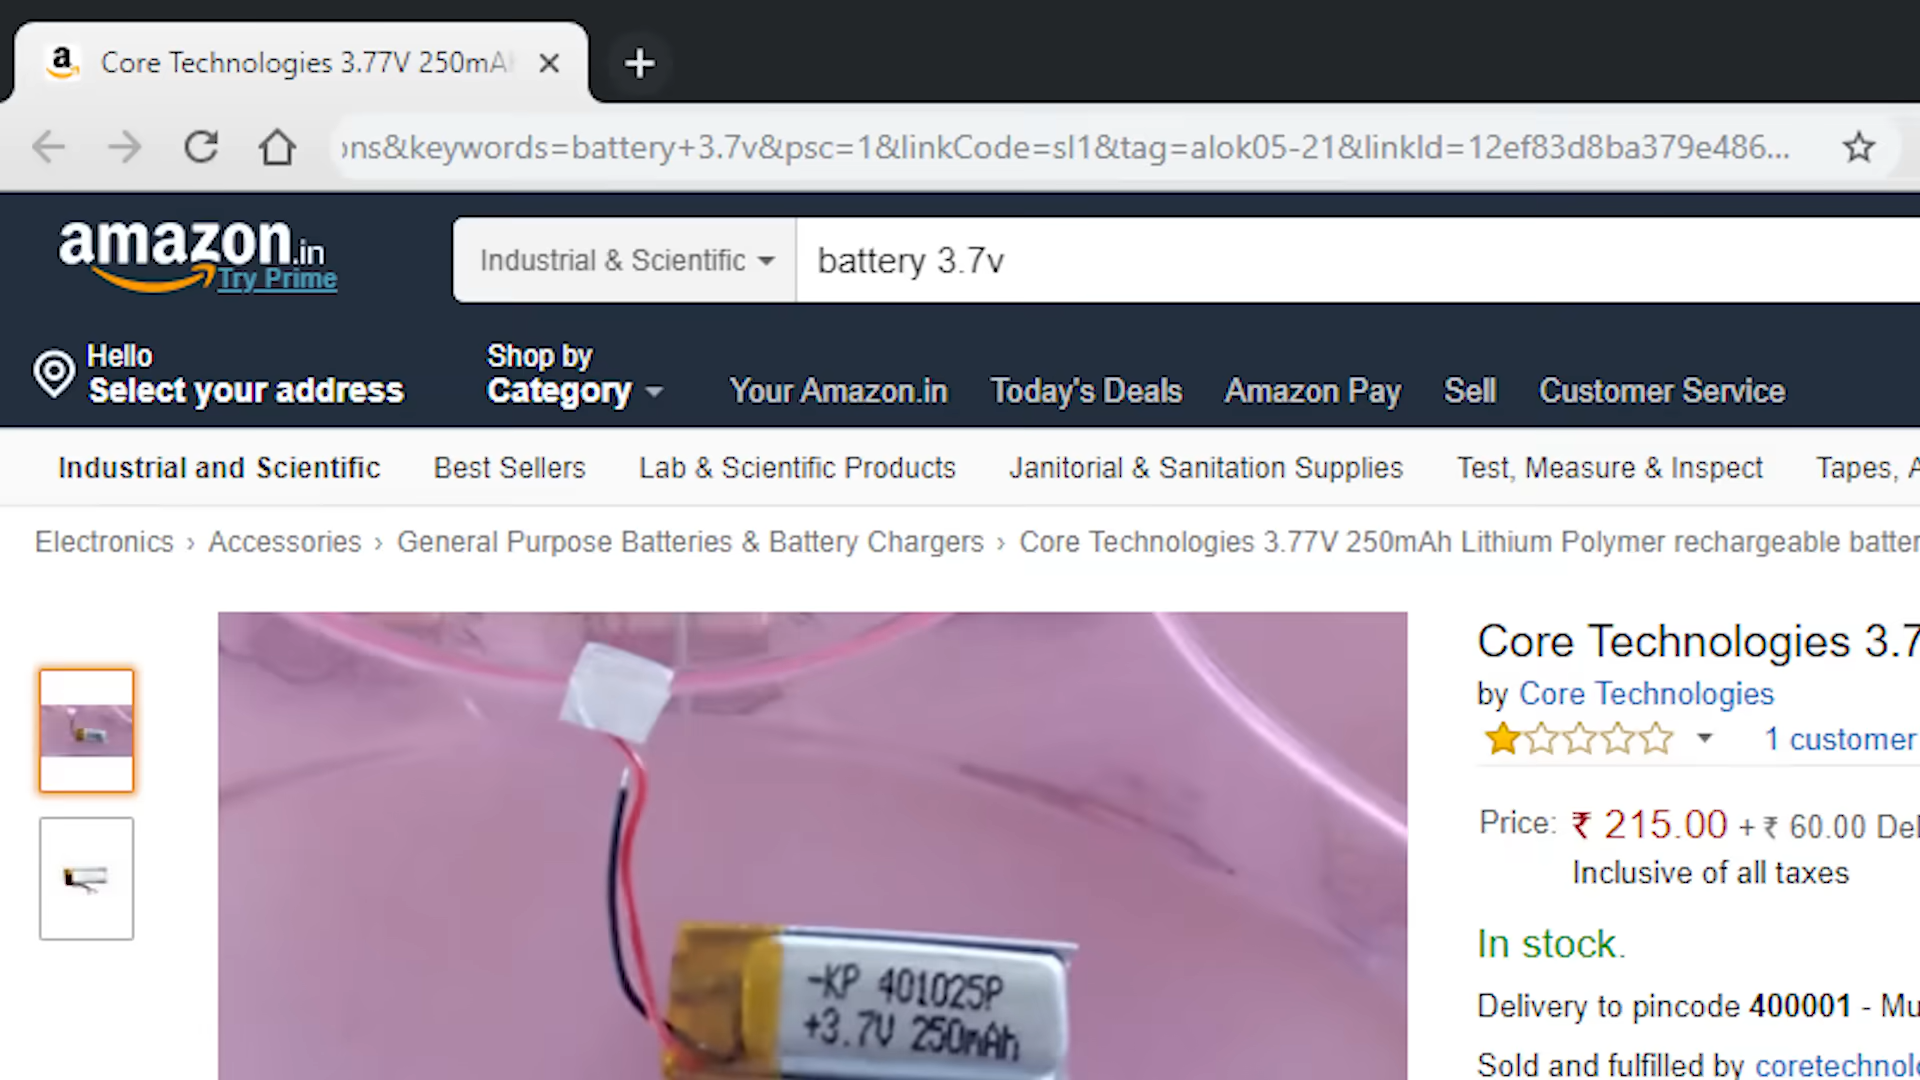 Core Technologies 3.77V 250mA
ons&keywords=battery+3.7v&psc=1&linkCode=sl1&tag=alok05-21&linkId=12ef83d8ba379e486...
amazon.in
Try Prime
Industrial & Scientific
battery 3.7v
Hello
Select your address
Shop by
Category
Your Amazon.in
Today's Deals
Amazon Pay
Sell
Customer Service
Industrial and Scientific
Best Sellers
Lab & Scientific Products
Janitorial & Sanitation Supplies
Test, Measure & Inspect
Tapes,
Electronics › Accessories › General Purpose Batteries & Battery Chargers › Core Technologies 3.77V 250mAh Lithium Polymer rechargeable batter
Core Technologies 3.7
by Core Technologies
1 customer
Price: ₹ 215.00 + ₹ 60.00 Del
Inclusive of all taxes
In stock.
Delivery to pincode 400001 - Mu
Sold and fulfilled by coretechnol
-KP 401025P
+3.7V 250mAh